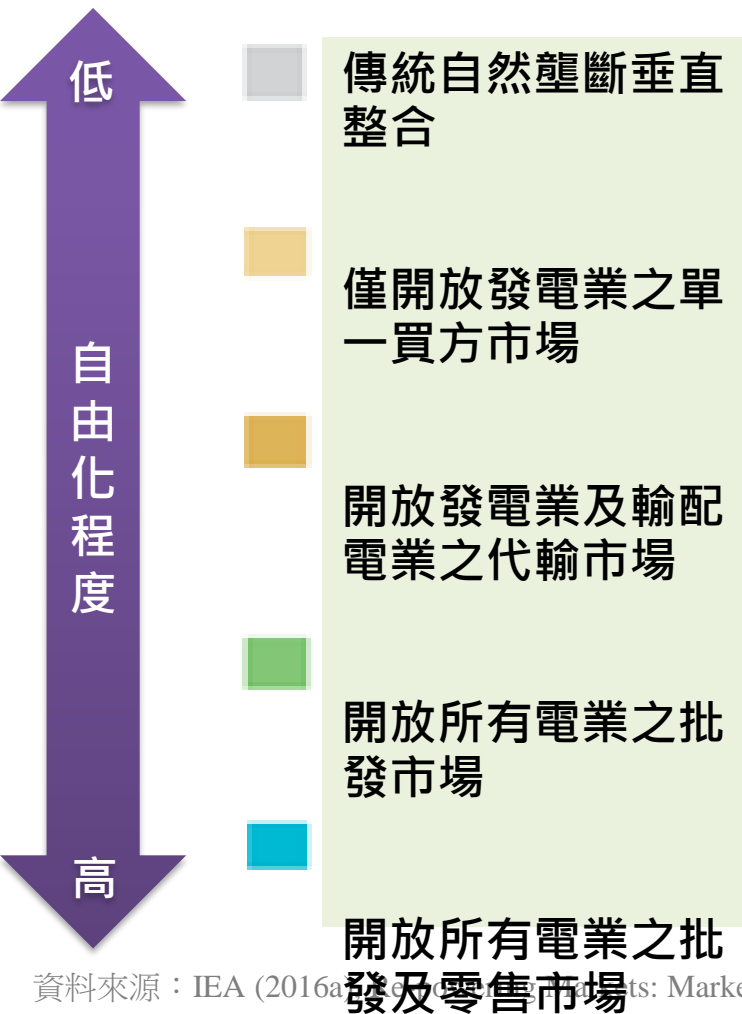 低
傳統自然壟斷垂直
整合
僅開放發電業之單
一買方市場
自由化程度
開放發電業及輸配
電業之代輸市場
開放所有電業之批
發市場
高
開放所有電業之批
發及零售市場
資料來源：IEA (2016a), Re-powering Markets: Marke